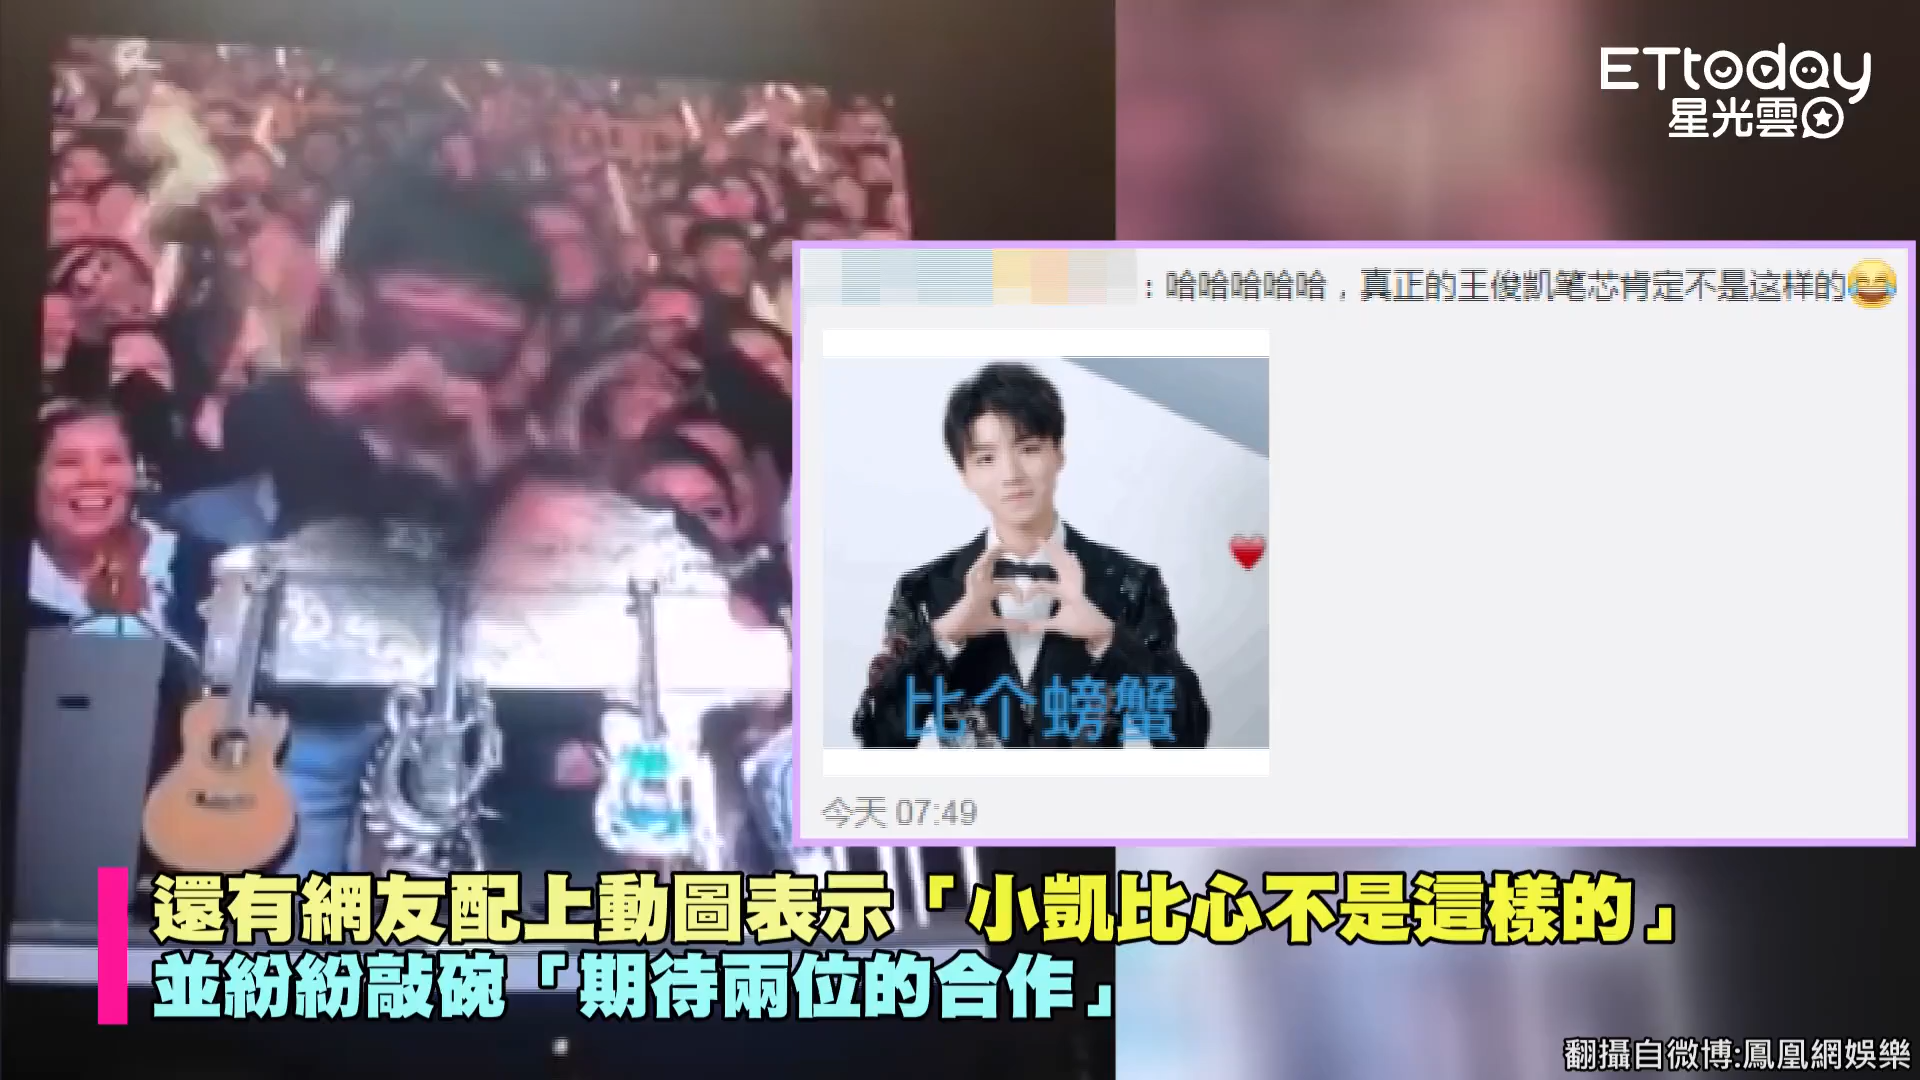 ETtoday
星光雲
：哈哈哈哈哈，真正的王俊凯笔芯肯定不是这样的
比个螃蟹
今天 07:49
還有網友配上動圖表示「小凱比心不是這樣的」
並紛紛敲碗「期待兩位的合作」
翻攝自微博:鳳凰網娛樂